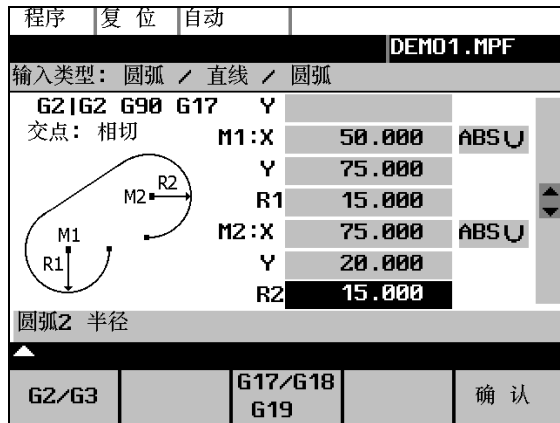 程序 复 位 自动
DEMO1.MPF
输入类型： 圆弧 / 直线 / 圆弧
G2|G2 G90 G17 Y
交点： 相切 M1:X 50.000 ABS
Y 75.000
R1 15.000
M2:X 75.000 ABS
Y 20.000
R2 15.000
R2
M2
M1
R1
圆弧2 半径
G2/G3 G17/G18 G19 确 认